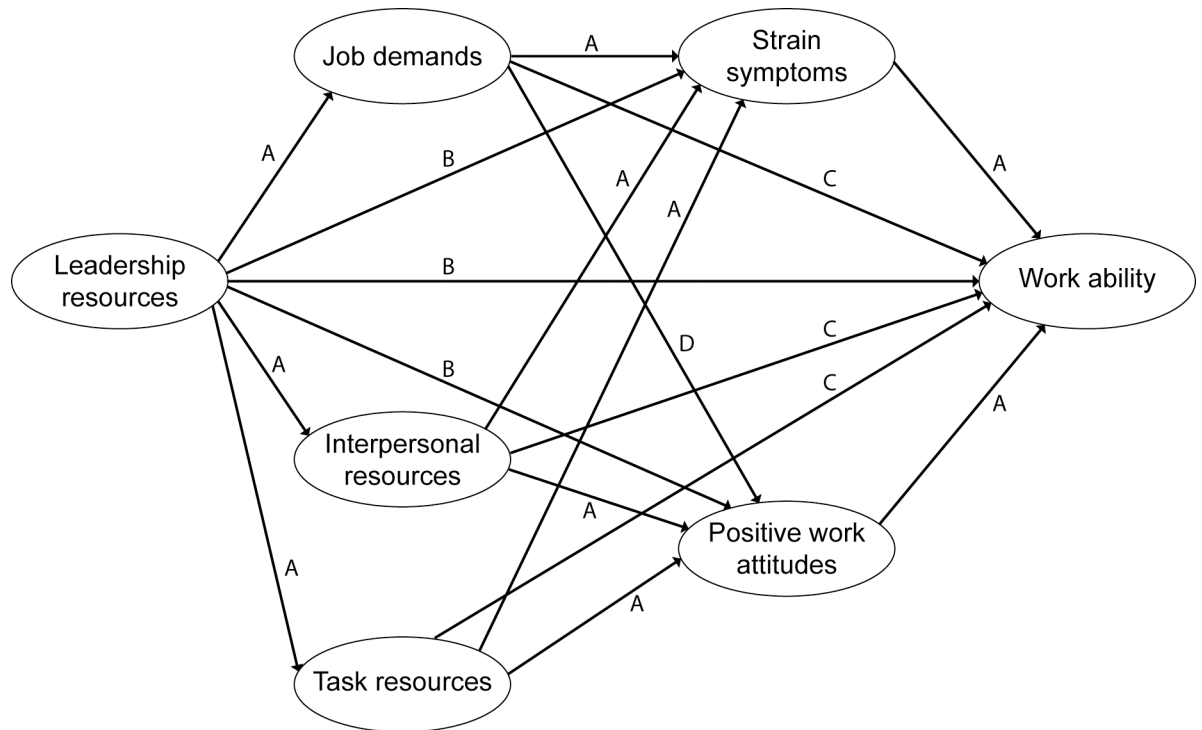 Job demands
Strain
symptoms
A
A
B
A
A
C
A
Leadership
resources
B
Work ability
A
B
D
C
C
A
Interpersonal
resources
A
Positive work
attitudes
A
A
Task resources